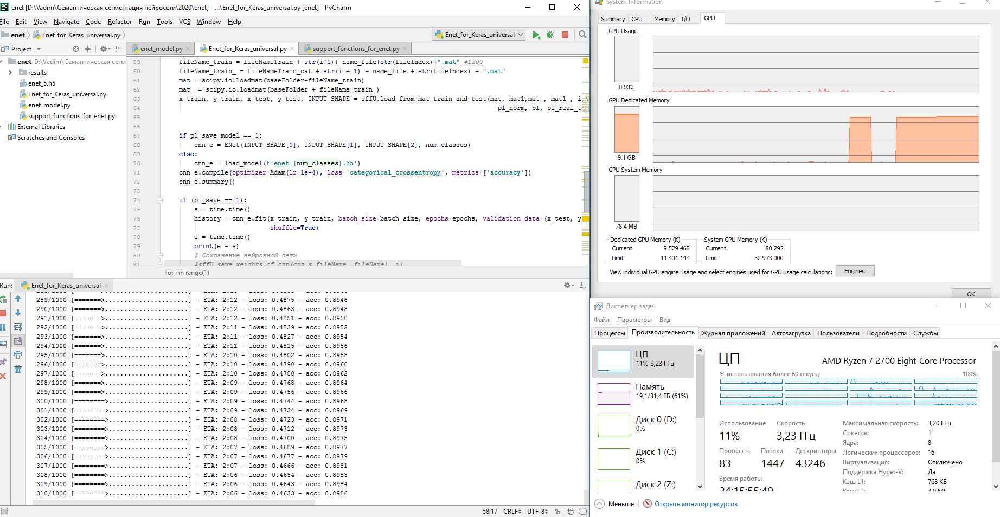 enet [D:\Vadim\Семантическая сегментация нейросети\2020\enet] - ...\Enet_for_Keras_universal.py [enet] - PyCharm
File Edit View Navigate Code Refactor Run Tools VCS Window Help
enet Enet_for_Keras_universal.py
Enet_for_Keras_universal
Project
enet_model.py Enet_for_Keras_universal.py support_functions_for_enet.py
enet D:\Vadim\Семантическая сегм
results
enet_5.h5
Enet_for_Keras_universal.py
enet_model.py
support_functions_for_enet.py
External Libraries
Scratches and Consoles
59 fileName_train = fileNameTrain + str(i+1)+ name_file+str(fileIndex)+".mat" #1200
60 fileName_train_ = fileNameTrain_cat + str(i + 1) + name_file + str(fileIndex) + ".mat"
61 mat = scipy.io.loadmat(baseFolder+fileName_train)
62 mat_ = scipy.io.loadmat(baseFolder + fileName_train_)
63 x_train, y_train, x_test, y_test, INPUT_SHAPE = sffU.load_from_mat_train_and_test(mat, mat1,mat_, mat1_, i,
64 pl_norm, pl, pl_real_t
65
66
67 if pl_save_model == 1:
68 cnn_e = ENet(INPUT_SHAPE[0], INPUT_SHAPE[1], INPUT_SHAPE[2], num_classes)
69 else:
70 cnn_e = load_model(f'enet_{num_classes}.h5')
71 cnn_e.compile(optimizer=Adam(lr=1e-4), loss='categorical_crossentropy', metrics=['accuracy'])
72 cnn_e.summary()
73
74 if (pl_save == 1):
75 s = time.time()
76 history = cnn_e.fit(x_train, y_train, batch_size=batch_size, epochs=epochs, validation_data=(x_test, y_
77 shuffle=True)
78 e = time.time()
79 print(e - s)
80 # Сохранение нейронной сети
81 #sffU.save_weights_of_cnn(cnn_s,fileName, fileName1, i)
for i in range(1)
Run: Enet_for_Keras_universal
289/1000 [=======>......................] - ETA: 2:12 - loss: 0.4875 - acc: 0.8946
290/1000 [=======>......................] - ETA: 2:12 - loss: 0.4863 - acc: 0.8948
291/1000 [=======>......................] - ETA: 2:12 - loss: 0.4851 - acc: 0.8950
292/1000 [=======>......................] - ETA: 2:11 - loss: 0.4839 - acc: 0.8952
293/1000 [=======>......................] - ETA: 2:11 - loss: 0.4827 - acc: 0.8954
294/1000 [=======>......................] - ETA: 2:11 - loss: 0.4815 - acc: 0.8956
295/1000 [=======>......................] - ETA: 2:10 - loss: 0.4802 - acc: 0.8958
296/1000 [=======>......................] - ETA: 2:10 - loss: 0.4790 - acc: 0.8960
297/1000 [=======>......................] - ETA: 2:10 - loss: 0.4780 - acc: 0.8962
298/1000 [=======>......................] - ETA: 2:09 - loss: 0.4768 - acc: 0.8964
299/1000 [=======>......................] - ETA: 2:09 - loss: 0.4756 - acc: 0.8966
300/1000 [========>.....................] - ETA: 2:09 - loss: 0.4744 - acc: 0.8968
301/1000 [========>.....................] - ETA: 2:09 - loss: 0.4734 - acc: 0.8969
302/1000 [========>.....................] - ETA: 2:08 - loss: 0.4723 - acc: 0.8971
303/1000 [========>.....................] - ETA: 2:08 - loss: 0.4712 - acc: 0.8973
304/1000 [========>.....................] - ETA: 2:08 - loss: 0.4700 - acc: 0.8975
305/1000 [========>.....................] - ETA: 2:07 - loss: 0.4689 - acc: 0.8977
306/1000 [========>.....................] - ETA: 2:07 - loss: 0.4677 - acc: 0.8979
307/1000 [========>.....................] - ETA: 2:07 - loss: 0.4666 - acc: 0.8981
308/1000 [========>.....................] - ETA: 2:06 - loss: 0.4654 - acc: 0.8983
309/1000 [========>.....................] - ETA: 2:06 - loss: 0.4643 - acc: 0.8984
310/1000 [========>.....................] - ETA: 2:06 - loss: 0.4633 - acc: 0.8986
58:17 CRLF UTF-8
System Information
Summary CPU Memory I/O GPU
GPU Usage
0.93%
GPU Dedicated Memory
9.1 GB
GPU System Memory
78.4 MB
Dedicated GPU Memory (K) System GPU Memory (K)
Current 9 529 468 Current 80 292
Limit 11 401 144 Limit 32 973 000
View individual GPU engine usage and select engines used for GPU usage calculations: Engines
OK
Диспетчер задач
Файл Параметры Вид
Процессы Производительность Журнал приложений Автозагрузка Пользователи Подробности Службы
ЦП
11% 3,23 ГГц
Память
19,1/31,4 ГБ (61%)
Диск 0 (D:)
0%
Диск 1 (C:)
0%
Диск 2 (Z:)
ЦП AMD Ryzen 7 2700 Eight-Core Processor
% использования более 60 секунд 100%
Использование Скорость
11% 3,23 ГГц
Процессы Потоки Дескрипторы
83 1447 43246
Время работы
24:15:55:49
Максимальная скорость: 3,20 ГГц
Сокетов: 1
Ядра: 8
Логических процессоров: 16
Виртуализация: Отключено
Поддержка Hyper-V: Да
Кэш L1: 768 КБ
Кэш L2: 4,0 МБ
Меньше Открыть монитор ресурсов